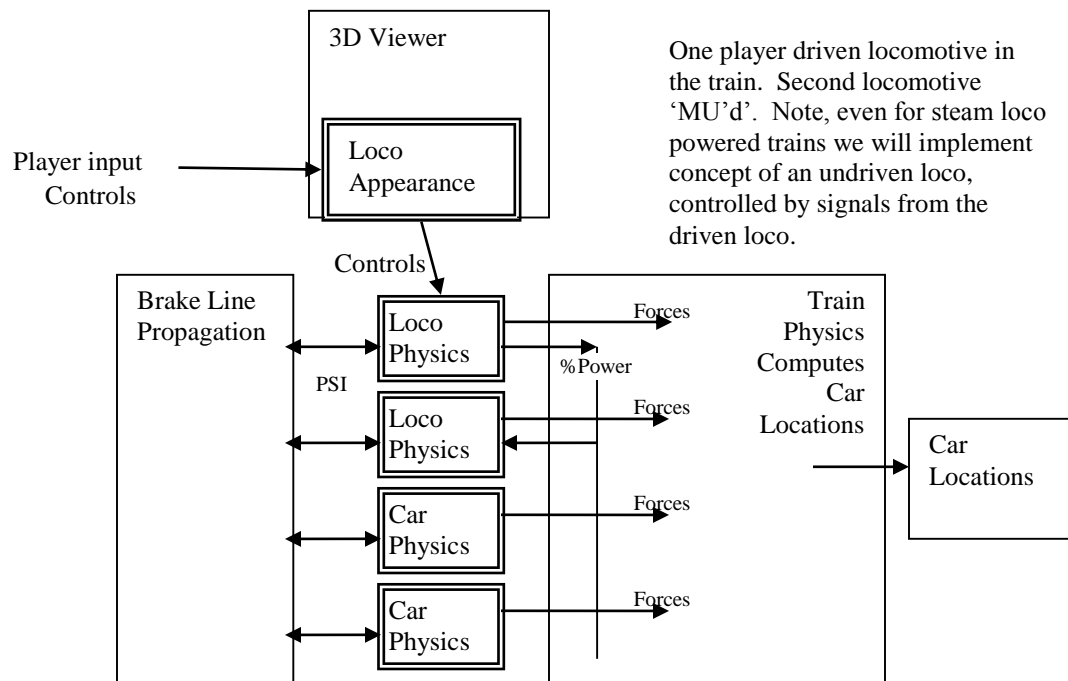 3D Viewer
One player driven locomotive in
the train.  Second locomotive
‘MU’d’.  Note, even for steam loco
powered trains we will implement
concept of an undriven loco,
controlled by signals from the
driven loco.
Player input
Controls
Loco
Appearance
Controls
Brake Line
Propagation
PSI
Loco
Physics
Forces
%Power
Loco
Physics
Forces
Car
Physics
Forces
Car
Physics
Forces
Train
Physics
Computes
Car
Locations
Car
Locations